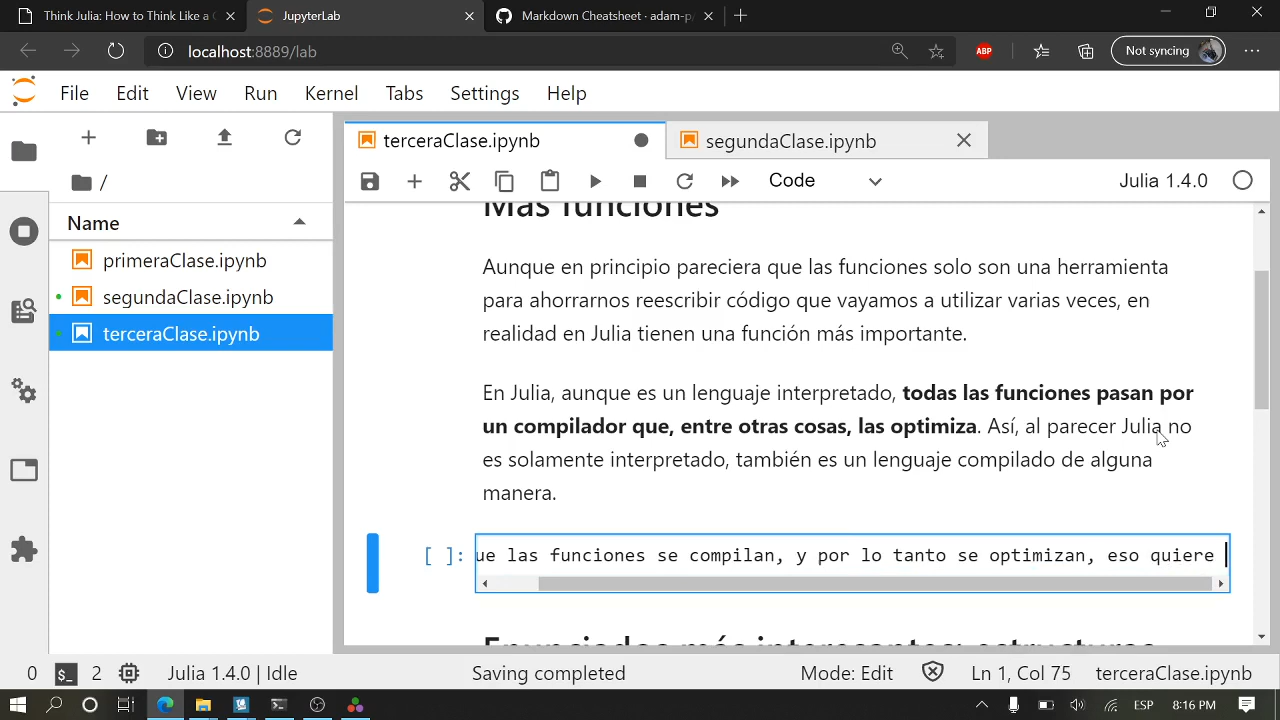 Think Julia: How to Think Like a C
JupyterLab
Markdown Cheatsheet · adam-p/
localhost:8889/lab
ABP
Not syncing
File Edit View Run Kernel Tabs Settings Help
terceraClase.ipynb
segundaClase.ipynb
/
Code
Julia 1.4.0
Name
primeraClase.ipynb
segundaClase.ipynb
terceraClase.ipynb
Más funciones
Aunque en principio pareciera que las funciones solo son una herramienta
para ahorrarnos reescribir código que vayamos a utilizar varias veces, en
realidad en Julia tienen una función más importante.
En Julia, aunque es un lenguaje interpretado, todas las funciones pasan por
un compilador que, entre otras cosas, las optimiza. Así, al parecer Julia no
es solamente interpretado, también es un lenguaje compilado de alguna
manera.
[ ]: ue las funciones se compilan, y por lo tanto se optimizan, eso quiere
Enunciados más interesantes: estructuras
0 $_ 2 Julia 1.4.0 | Idle Saving completed Mode: Edit Ln 1, Col 75 terceraClase.ipynb
ESP 8:16 PM